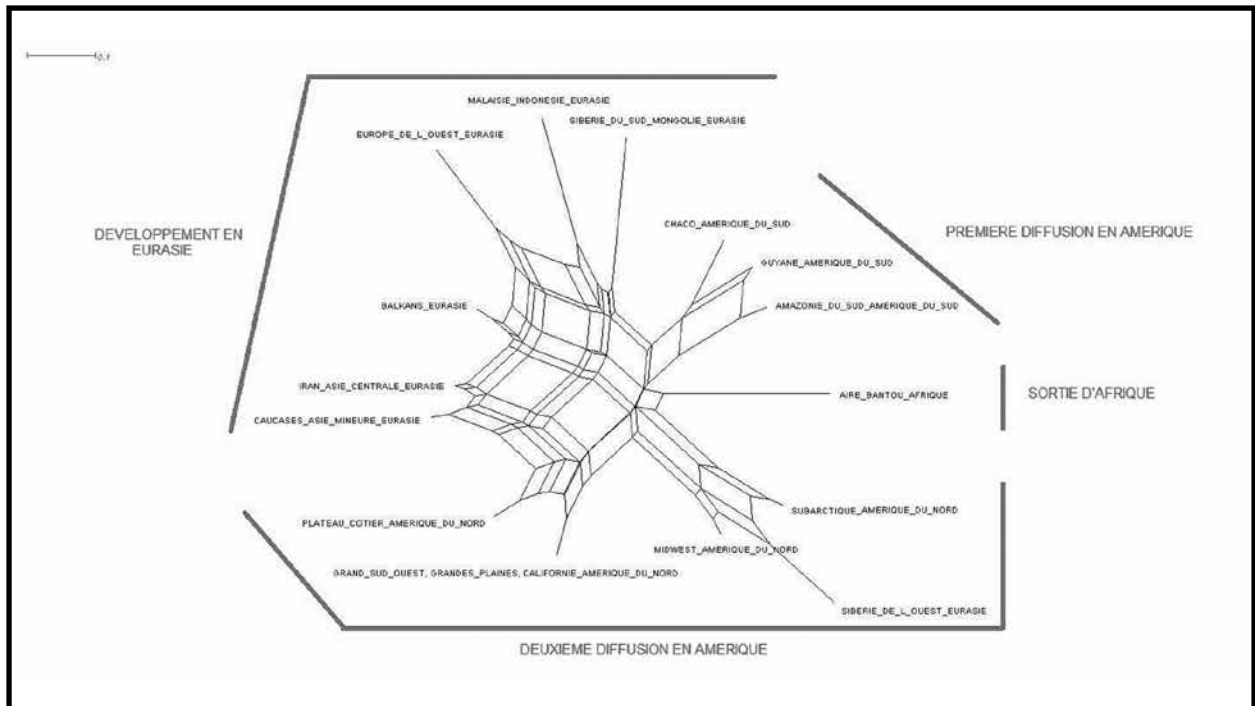 0.1
MALAISIE_INDONESIE_EURASIE
SIBERIE_DU_SUD_MONGOLIE_EURASIE
EUROPE_DE_L_OUEST_EURASIE
CHACO_AMERIQUE_DU_SUD
DEVELOPPEMENT EN
EURASIE
PREMIERE DIFFUSION EN AMERIQUE
GUYANE_AMERIQUE_DU_SUD
BALKANS_EURASIE
AMAZONIE_DU_SUD_AMERIQUE_DU_SUD
IRAN_ASIE_CENTRALE_EURASIE
AIRE_BANTOU_AFRIQUE
SORTIE D'AFRIQUE
CAUCASES_ASIE_MINEURE_EURASIE
SUBARCTIQUE_AMERIQUE_DU_NORD
PLATEAU_COTIER_AMERIQUE_DU_NORD
MIDWEST_AMERIQUE_DU_NORD
GRAND_SUD_OUEST, GRANDES_PLAINES, CALIFORNIE_AMERIQUE_DU_NORD
SIBERIE_DE_L_OUEST_EURASIE
DEUXIEME DIFFUSION EN AMERIQUE